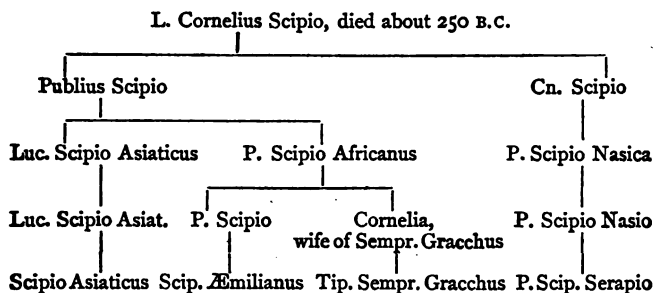 L. Cornelius Scipio, died about 250 B.C.
Publius Scipio Cn. Scipio
Luc. Scipio Asiaticus P. Scipio Africanus P. Scipio Nasica
Luc. Scipio Asiat. P. Scipio Cornelia, P. Scipio Nasio
wife of Sempr. Gracchus
Scipio Asiaticus Scip. Æmilianus Tip. Sempr. Gracchus P. Scip. Serapio